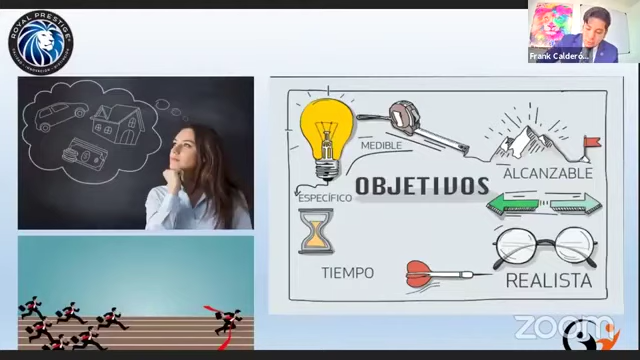 ROYAL PRESTIGE
Frank Calderó...
MEDIBLE
ALCANZABLE
ESPECÍFICO
OBJETIVOS
TIEMPO
REALISTA
zoom